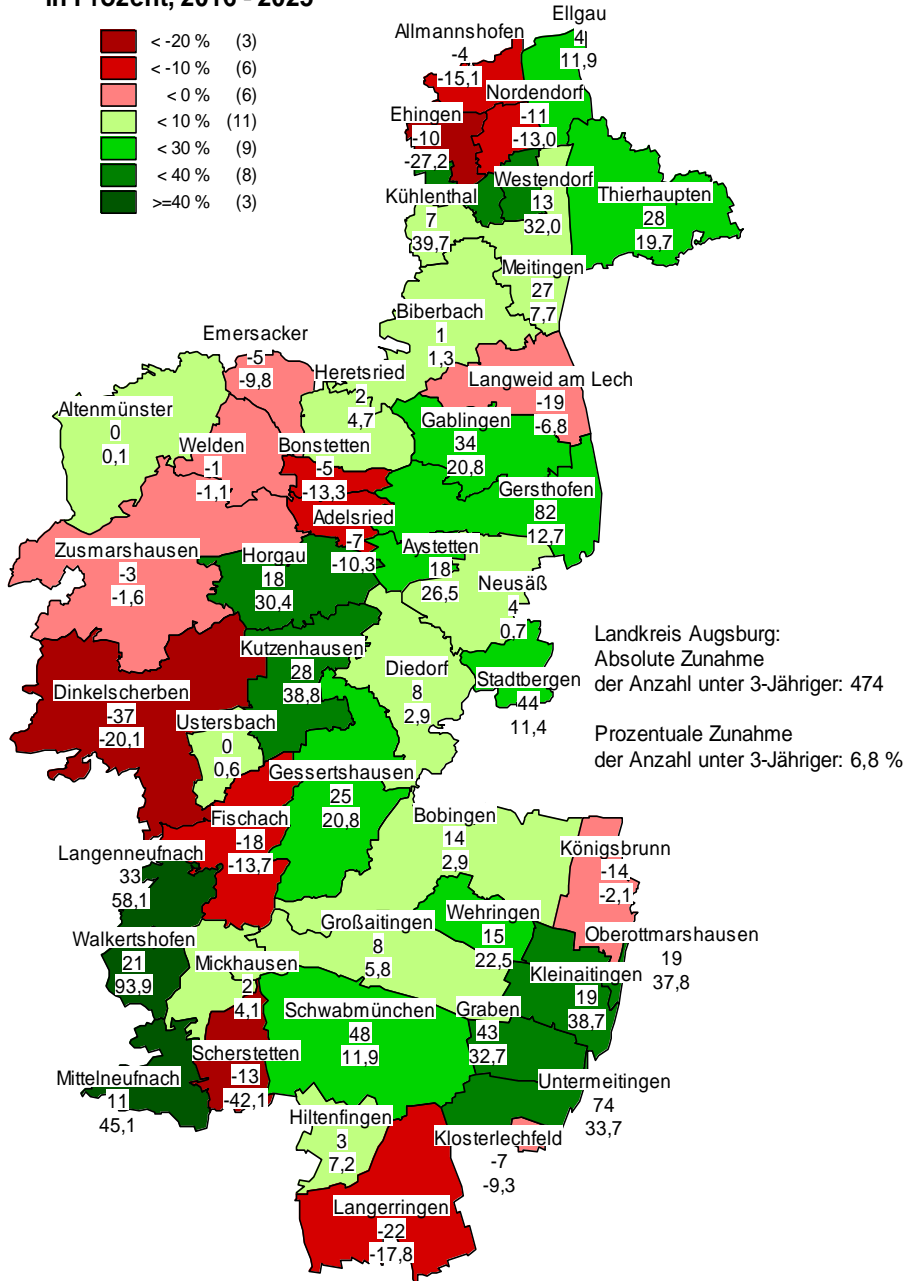 in Prozent, 2016 - 2025
< -20 % (3)
< -10 % (6)
< 0 % (6)
< 10 % (11)
< 30 % (9)
< 40 % (8)
>=40 % (3)
Ellgau
4
11,9
Allmannshofen
-4
-15,1
Nordendorf
-11
-13,0
Ehingen
-10
-27,2
Westendorf
13
32,0
Thierhaupten
28
19,7
Kühlenthal
7
39,7
Meitingen
27
7,7
Biberbach
1
1,3
Emersacker
-5
-9,8
Heretsried
2
4,7
Langweid am Lech
-19
-6,8
Altenmünster
0
0,1
Gablingen
34
20,8
Welden
-1
-1,1
Bonstetten
-5
-13,3
Gersthofen
82
12,7
Adelsried
-7
-10,3
Zusmarshausen
-3
-1,6
Horgau
18
30,4
Aystetten
18
26,5
Neusäß
4
0,7
Landkreis Augsburg:
Absolute Zunahme
der Anzahl unter 3-Jähriger: 474
Prozentuale Zunahme
der Anzahl unter 3-Jähriger: 6,8 %
Kutzenhausen
28
38,8
Diedorf
8
2,9
Stadtbergen
44
11,4
Dinkelscherben
-37
-20,1
Ustersbach
0
0,6
Gessertshausen
25
20,8
Fischach
-18
-13,7
Bobingen
14
2,9
Königsbrunn
-14
-2,1
Langenneufnach
33
58,1
Großaitingen
8
5,8
Wehringen
15
22,5
Oberottmarshausen
19
37,8
Walkertshofen
21
93,9
Mickhausen
2
4,1
Kleinaitingen
19
38,7
Schwabmünchen
48
11,9
Graben
43
32,7
Scherstetten
-13
-42,1
Mittelneufnach
11
45,1
Untermeitingen
74
33,7
Hiltenfingen
3
7,2
Klosterlechfeld
-7
-9,3
Langerringen
-22
-17,8